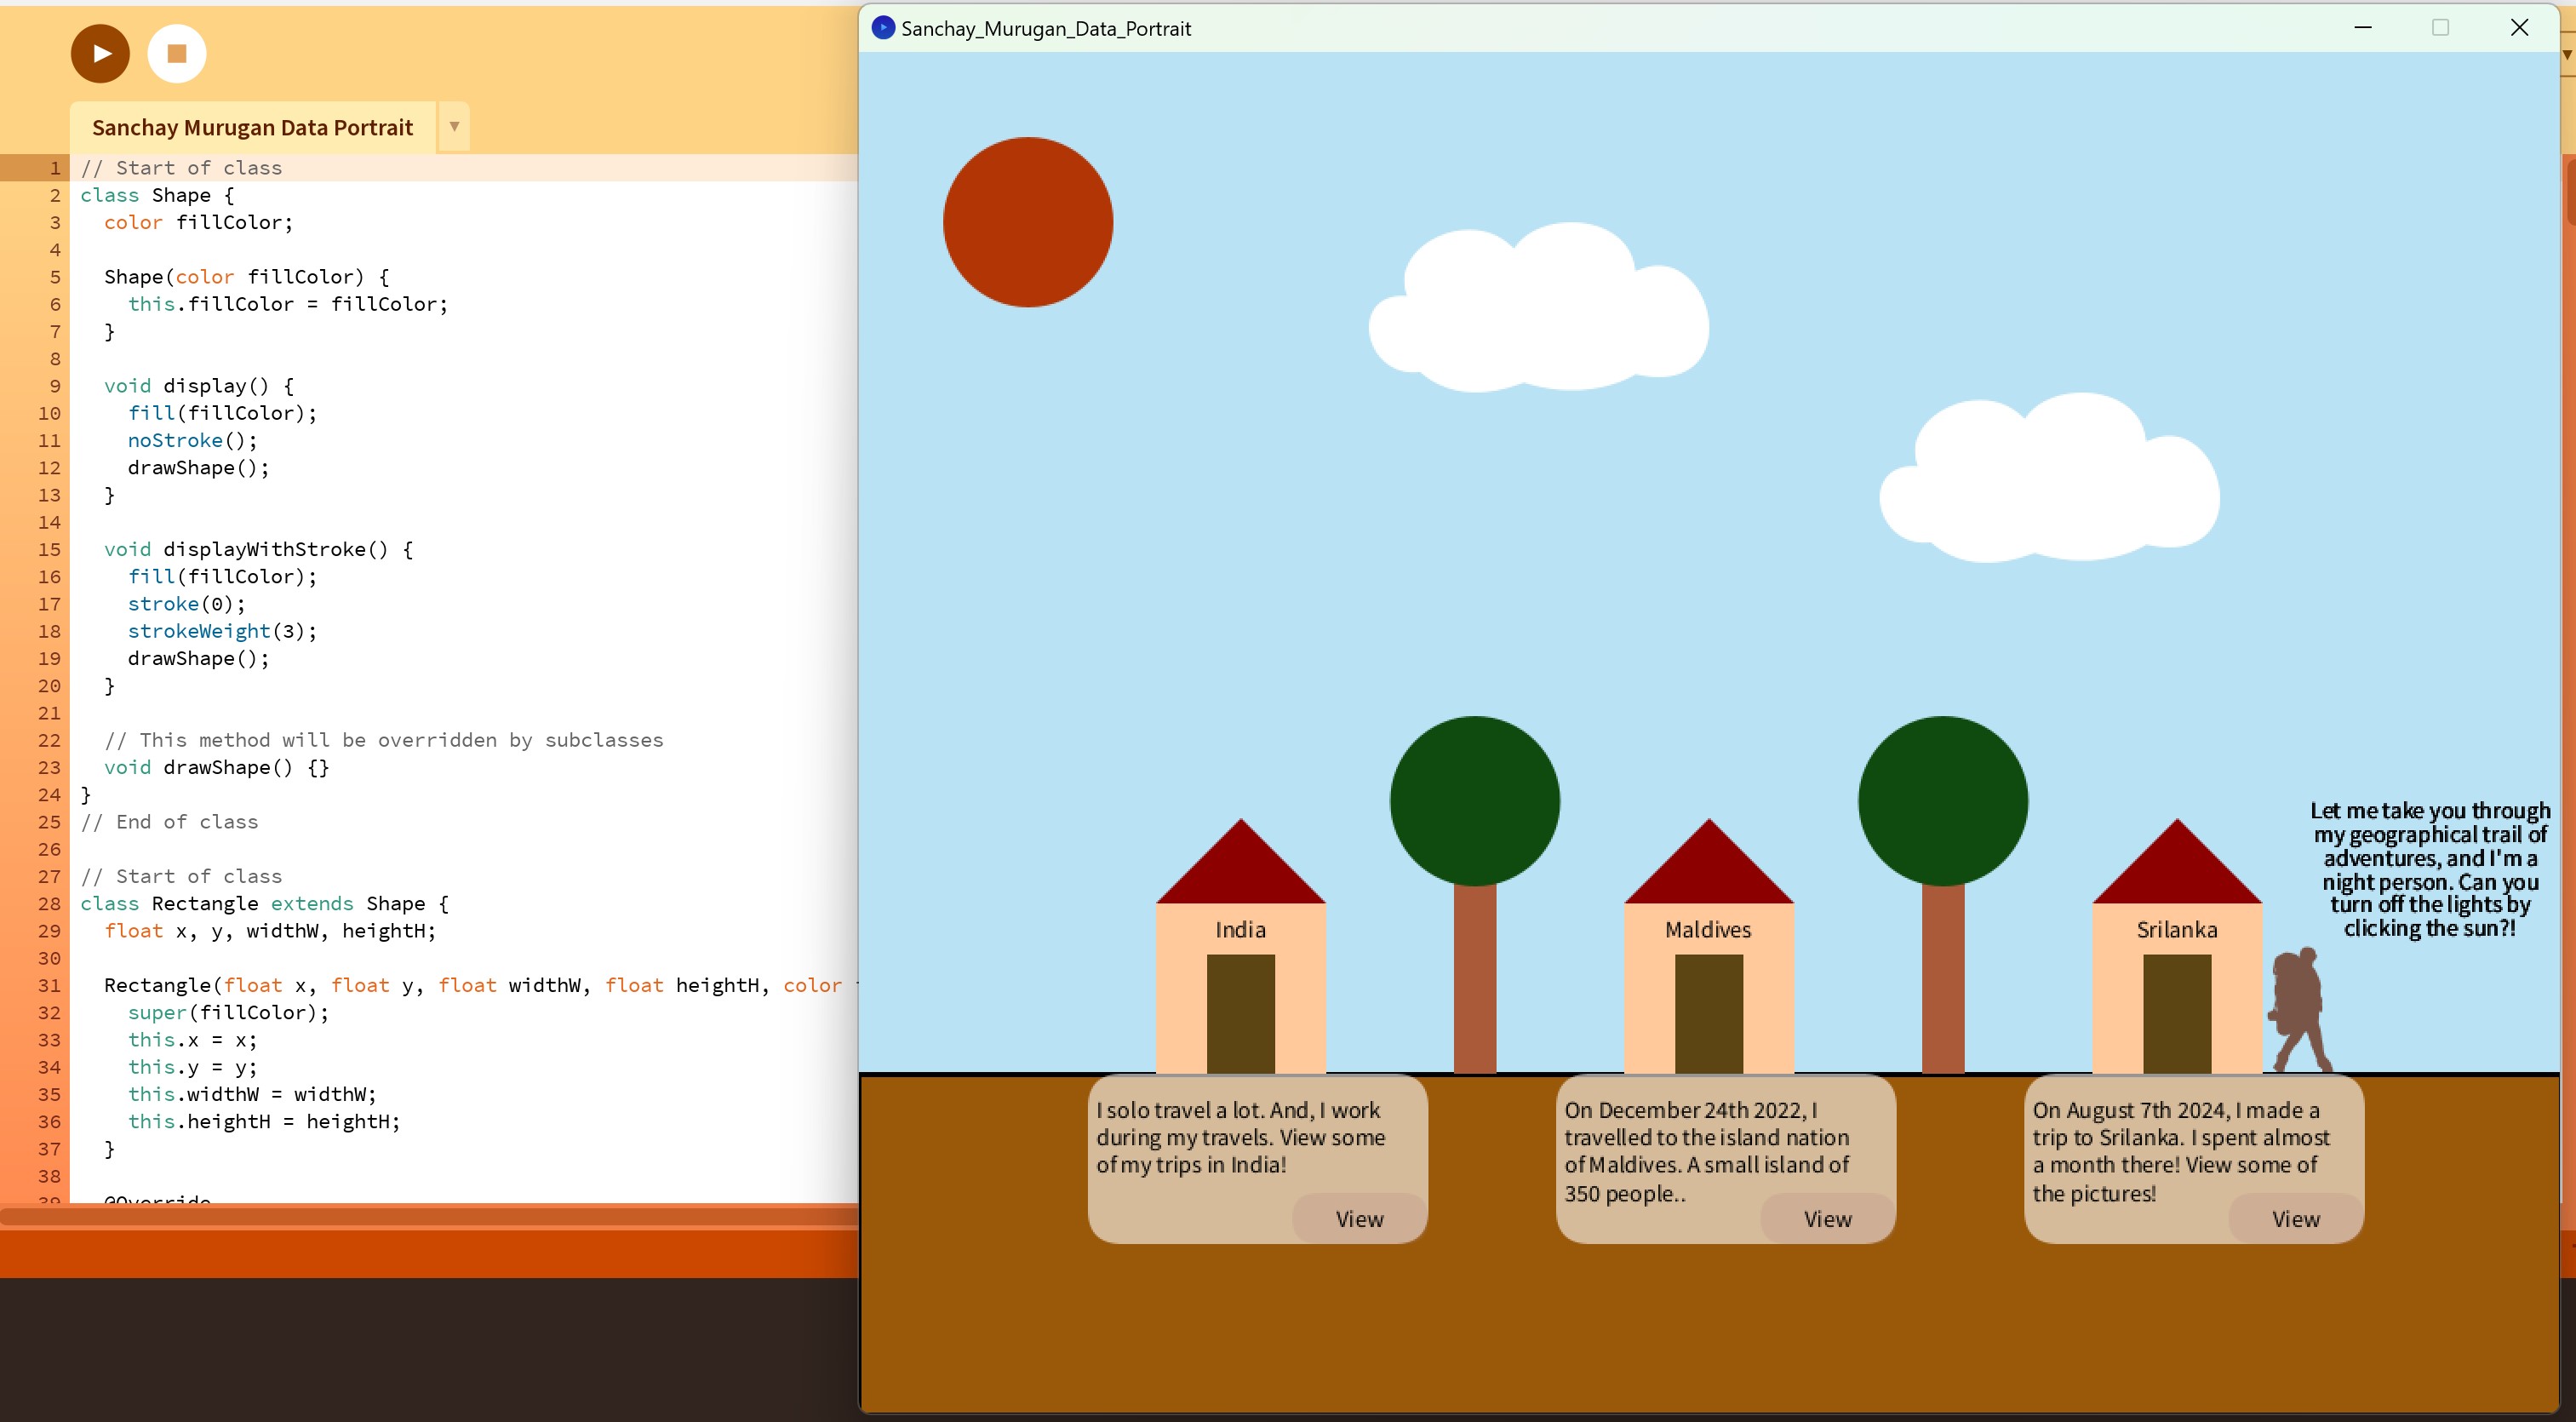 Sanchay Murugan Data Portrait
1 // Start of class
2 class Shape {
3 color fillColor;
4
5 Shape(color fillColor) {
6 this.fillColor = fillColor;
7 }
8
9 void display() {
10 fill(fillColor);
11 noStroke();
12 drawShape();
13 }
14
15 void displayWithStroke() {
16 fill(fillColor);
17 stroke(0);
18 strokeWeight(3);
19 drawShape();
20 }
21
22 // This method will be overridden by subclasses
23 void drawShape() {}
24 }
25 // End of class
26
27 // Start of class
28 class Rectangle extends Shape {
29 float x, y, widthW, heightH;
30
31 Rectangle(float x, float y, float widthW, float heightH, color
32 super(fillColor);
33 this.x = x;
34 this.y = y;
35 this.widthW = widthW;
36 this.heightH = heightH;
37 }
38
39 @Override
Sanchay_Murugan_Data_Portrait
Let me take you through
my geographical trail of
adventures, and I'm a
night person. Can you
turn off the lights by
clicking the sun?!
India
Maldives
Srilanka
I solo travel a lot. And, I work
during my travels. View some
of my trips in India!
View
On December 24th 2022, I
travelled to the island nation
of Maldives. A small island of
350 people..
View
On August 7th 2024, I made a
trip to Srilanka. I spent almost
a month there! View some of
the pictures!
View